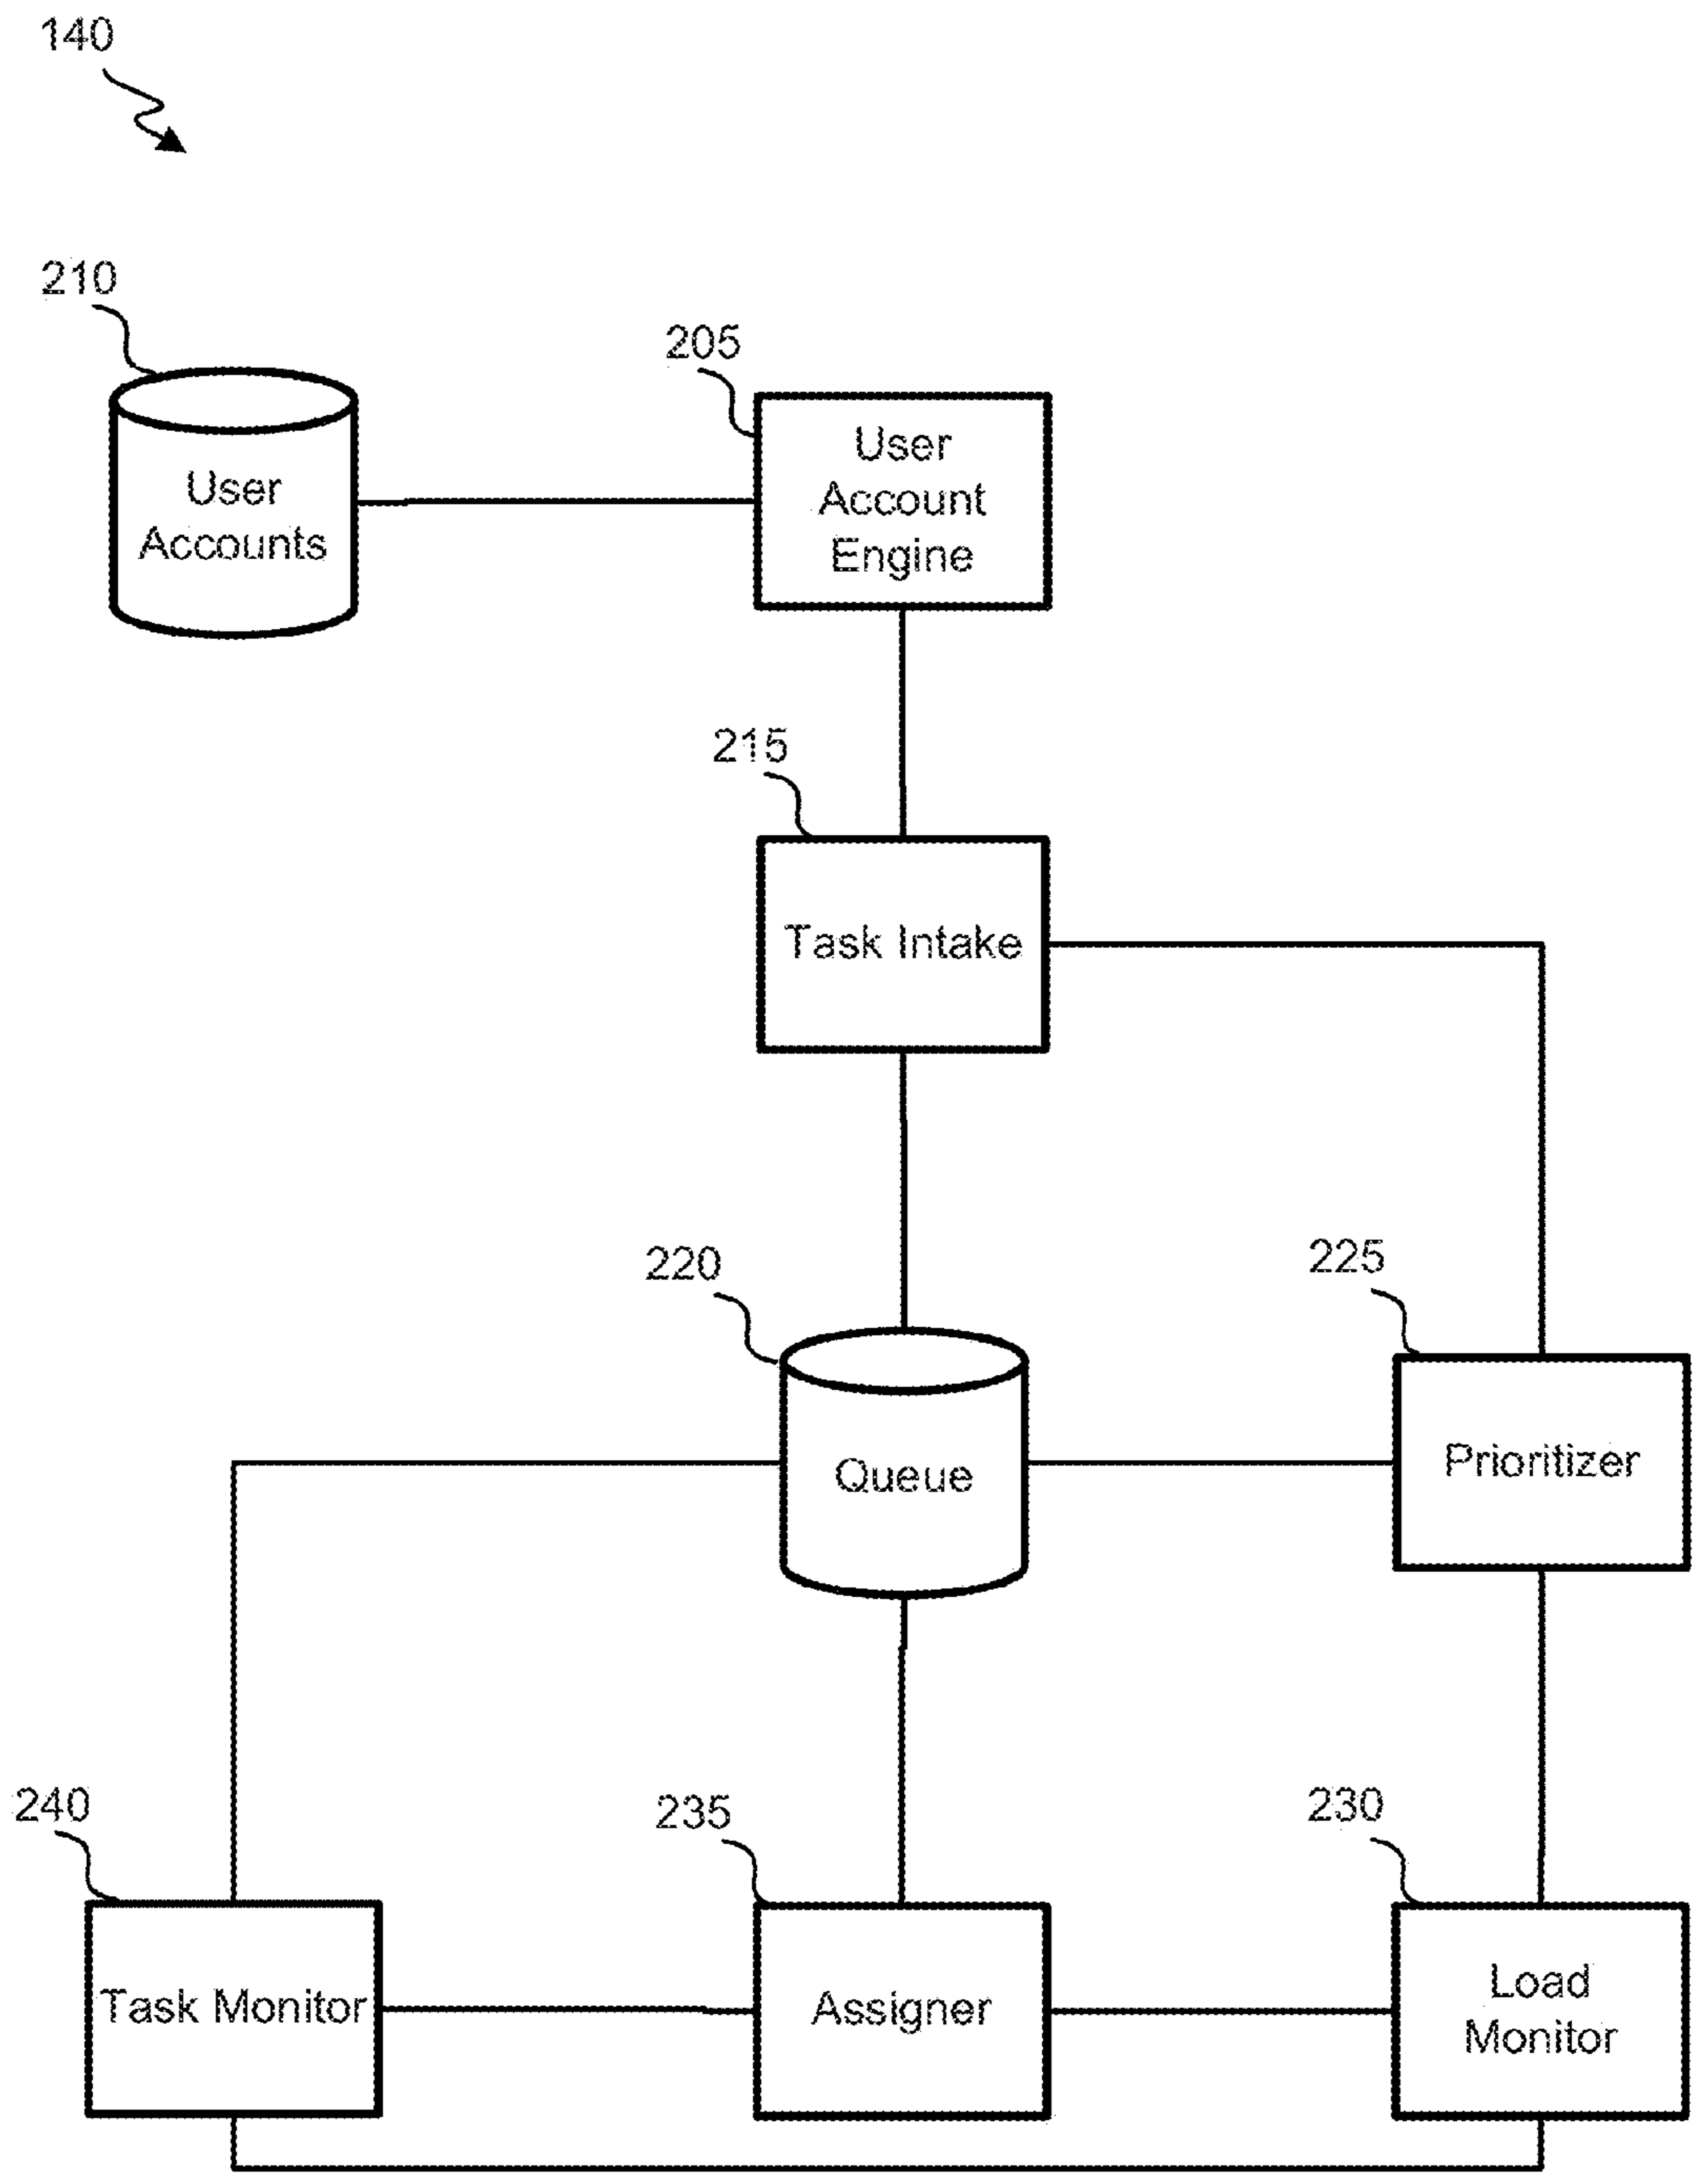 140
210
205
User
Accounts
User
Account
Engine
215
Task Intake
220
225
Queue
Prioritizer
240
235
230
Task Monitor
Assigner
Load
Monitor